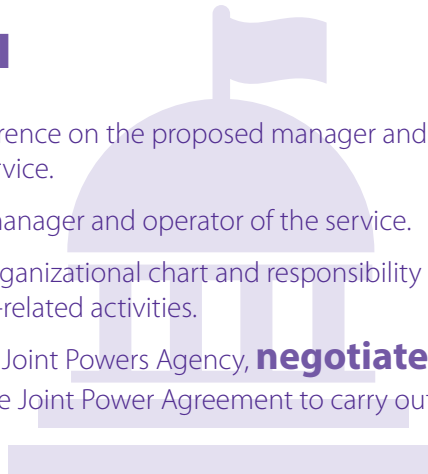 rence on the proposed manager and
rvice.
manager and operator of the service.
ganizational chart and responsibility
-related activities.
Joint Powers Agency, negotiate
e Joint Power Agreement to carry out